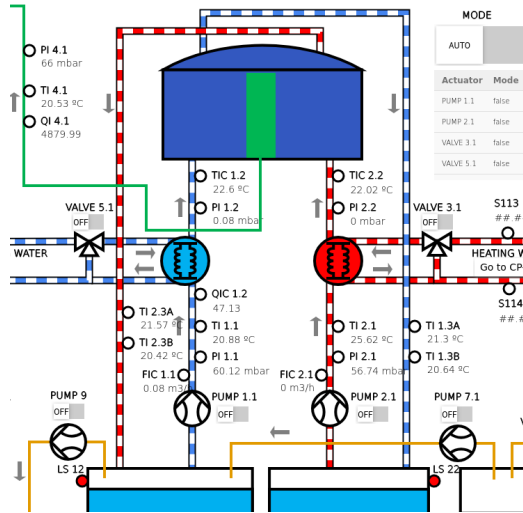 MODE
AUTO
Actuator Mode
PUMP 1.1 false
PUMP 2.1 false
VALVE 3.1 false
VALVE 5.1 false
PI 4.1
66 mbar
TI 4.1
20.53 ºC
QI 4.1
4879.99
TIC 1.2
22.6 ºC
PI 1.2
0.08 mbar
TIC 2.2
22.02 ºC
PI 2.2
0 mbar
VALVE 5.1
OFF
VALVE 3.1
OFF
S113
##.#
WATER
HEATING W
Go to CP
S114
##.#
QIC 1.2
47.13
TI 2.3A
21.57 ºC
TI 2.3B
20.42 ºC
TI 1.1
20.88 ºC
PI 1.1
60.12 mbar
FIC 1.1
0.08 m3/
TI 2.1
25.62 ºC
PI 2.1
56.74 mbar
FIC 2.1
0 m3/h
TI 1.3A
21.3 ºC
TI 1.3B
20.64 ºC
PUMP 9
OFF
PUMP 1.1
OFF
PUMP 2.1
OFF
PUMP 7.1
OFF
LS 12
LS 22